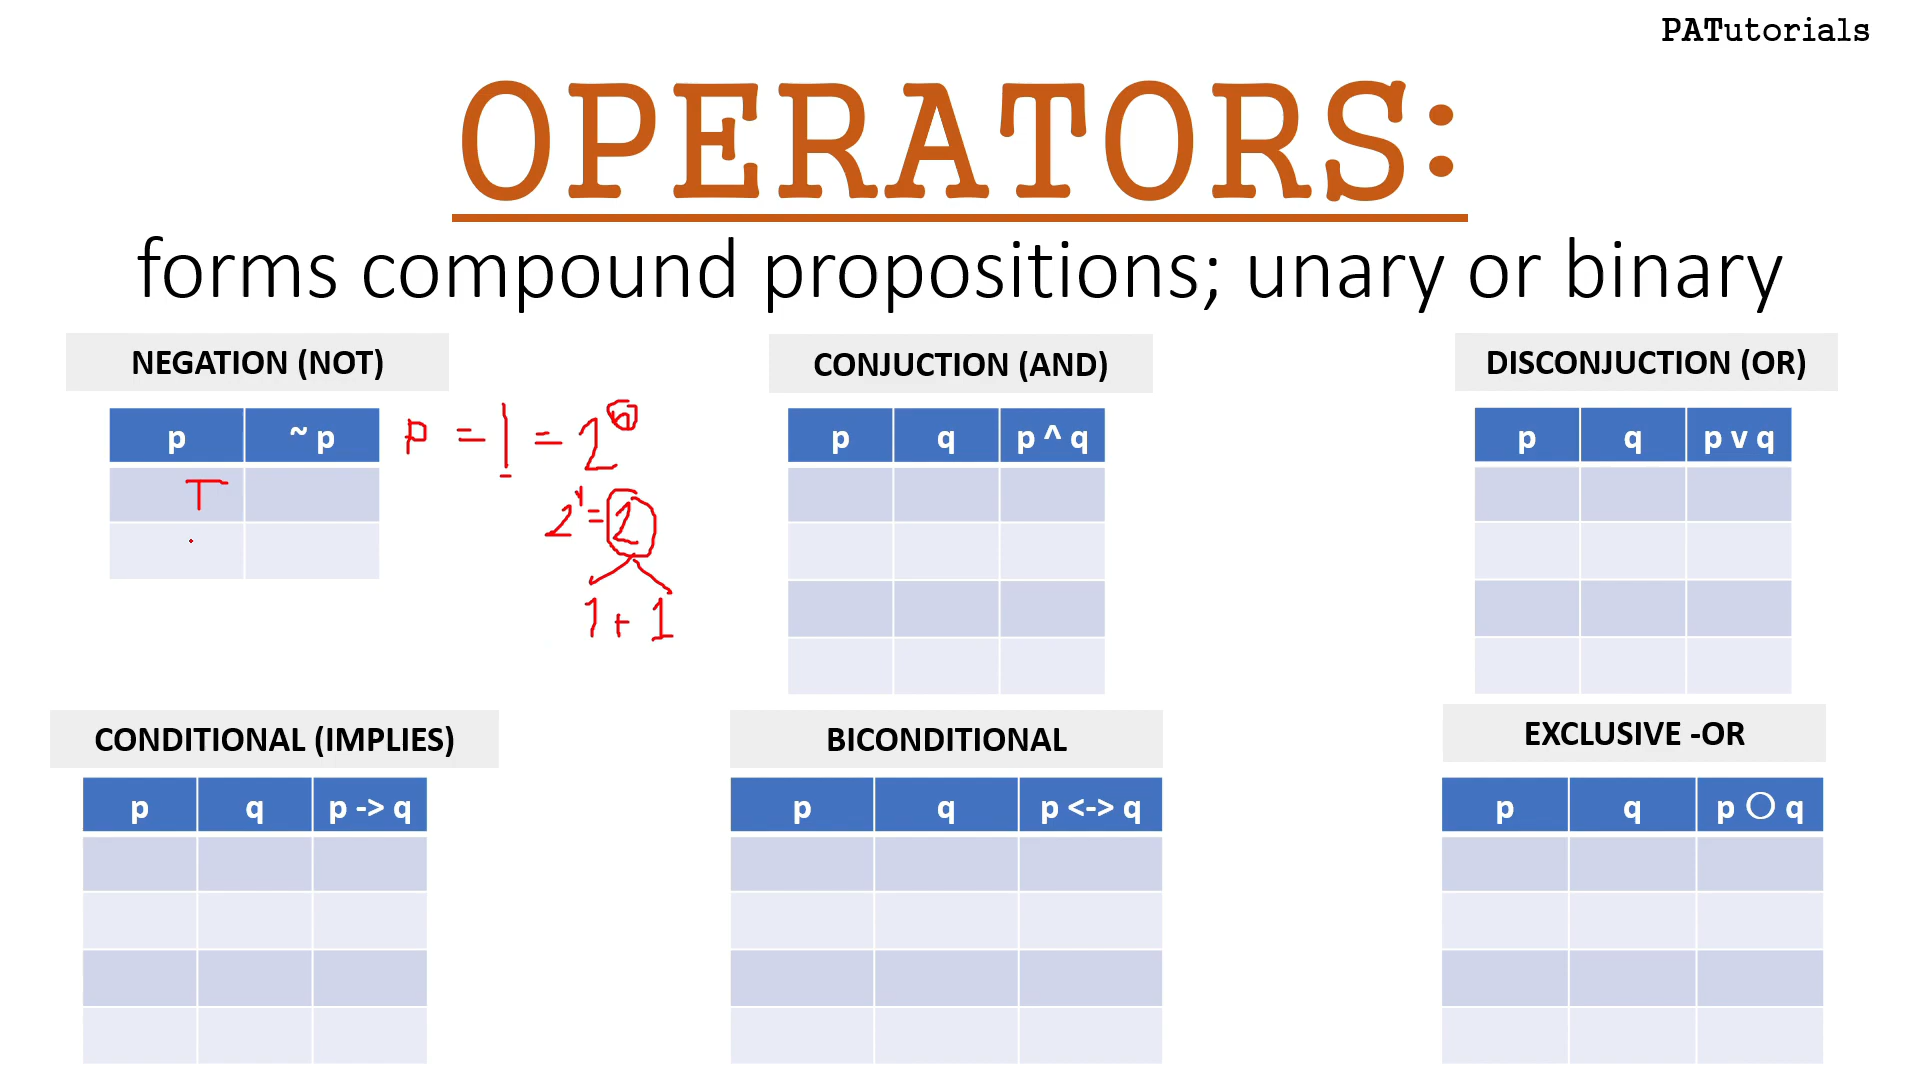 PATutorials
OPERATORS:
forms compound propositions; unary or binary
NEGATION (NOT)
p ~ p
T
p = 1 = 2
2¹ = 2
1 + 1
CONJUCTION (AND)
p q p ^ q
DISCONJUCTION (OR)
p q p v q
CONDITIONAL (IMPLIES)
p q p -> q
BICONDITIONAL
p q p <-> q
EXCLUSIVE -OR
p q p ○ q